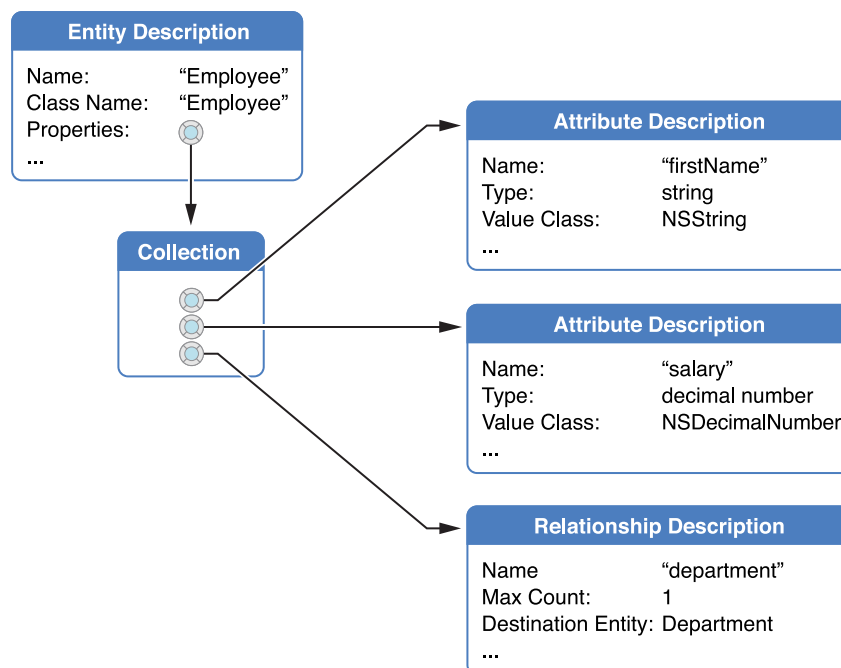 Entity Description
Name: “Employee”
Class Name: “Employee”
Properties:
...
Collection
Attribute Description
Name: “firstName”
Type: string
Value Class: NSString
...
Attribute Description
Name: “salary”
Type: decimal number
Value Class: NSDecimalNumber
...
Relationship Description
Name “department”
Max Count: 1
Destination Entity: Department
...